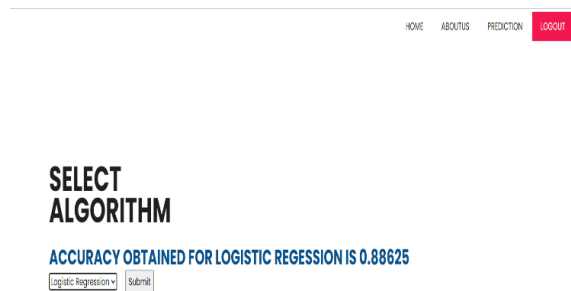 HOME ABOUTUS PREDICTION LOGOUT
SELECT
ALGORITHM
ACCURACY OBTAINED FOR LOGISTIC REGESSION IS 0.88625
Logistic Regression Submit